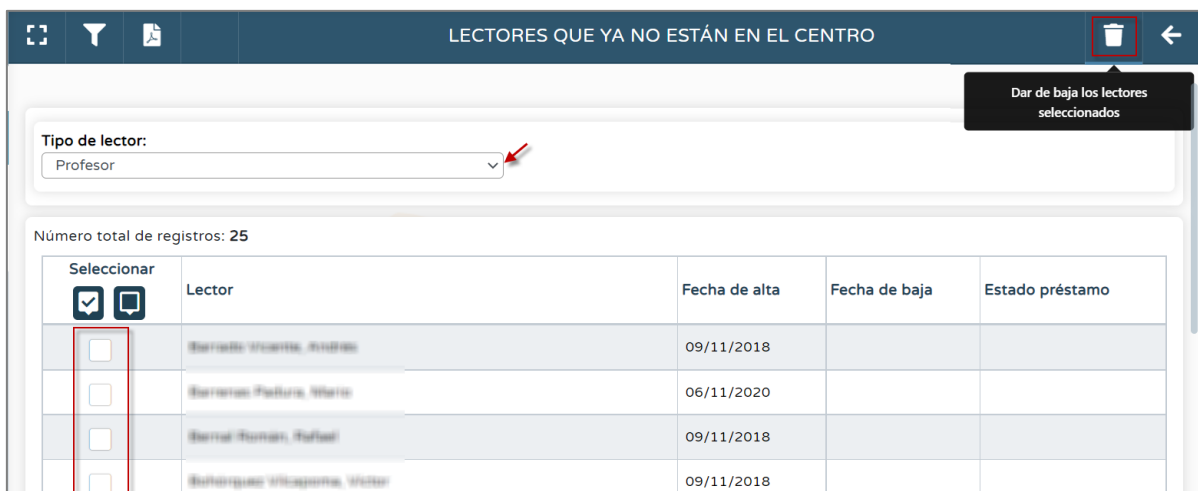 LECTORES QUE YA NO ESTÁN EN EL CENTRO
Dar de baja los lectores
seleccionados
Tipo de lector:
Profesor
Número total de registros: 25
Seleccionar
Lector
Fecha de alta
Fecha de baja
Estado préstamo
09/11/2018
06/11/2020
09/11/2018
09/11/2018